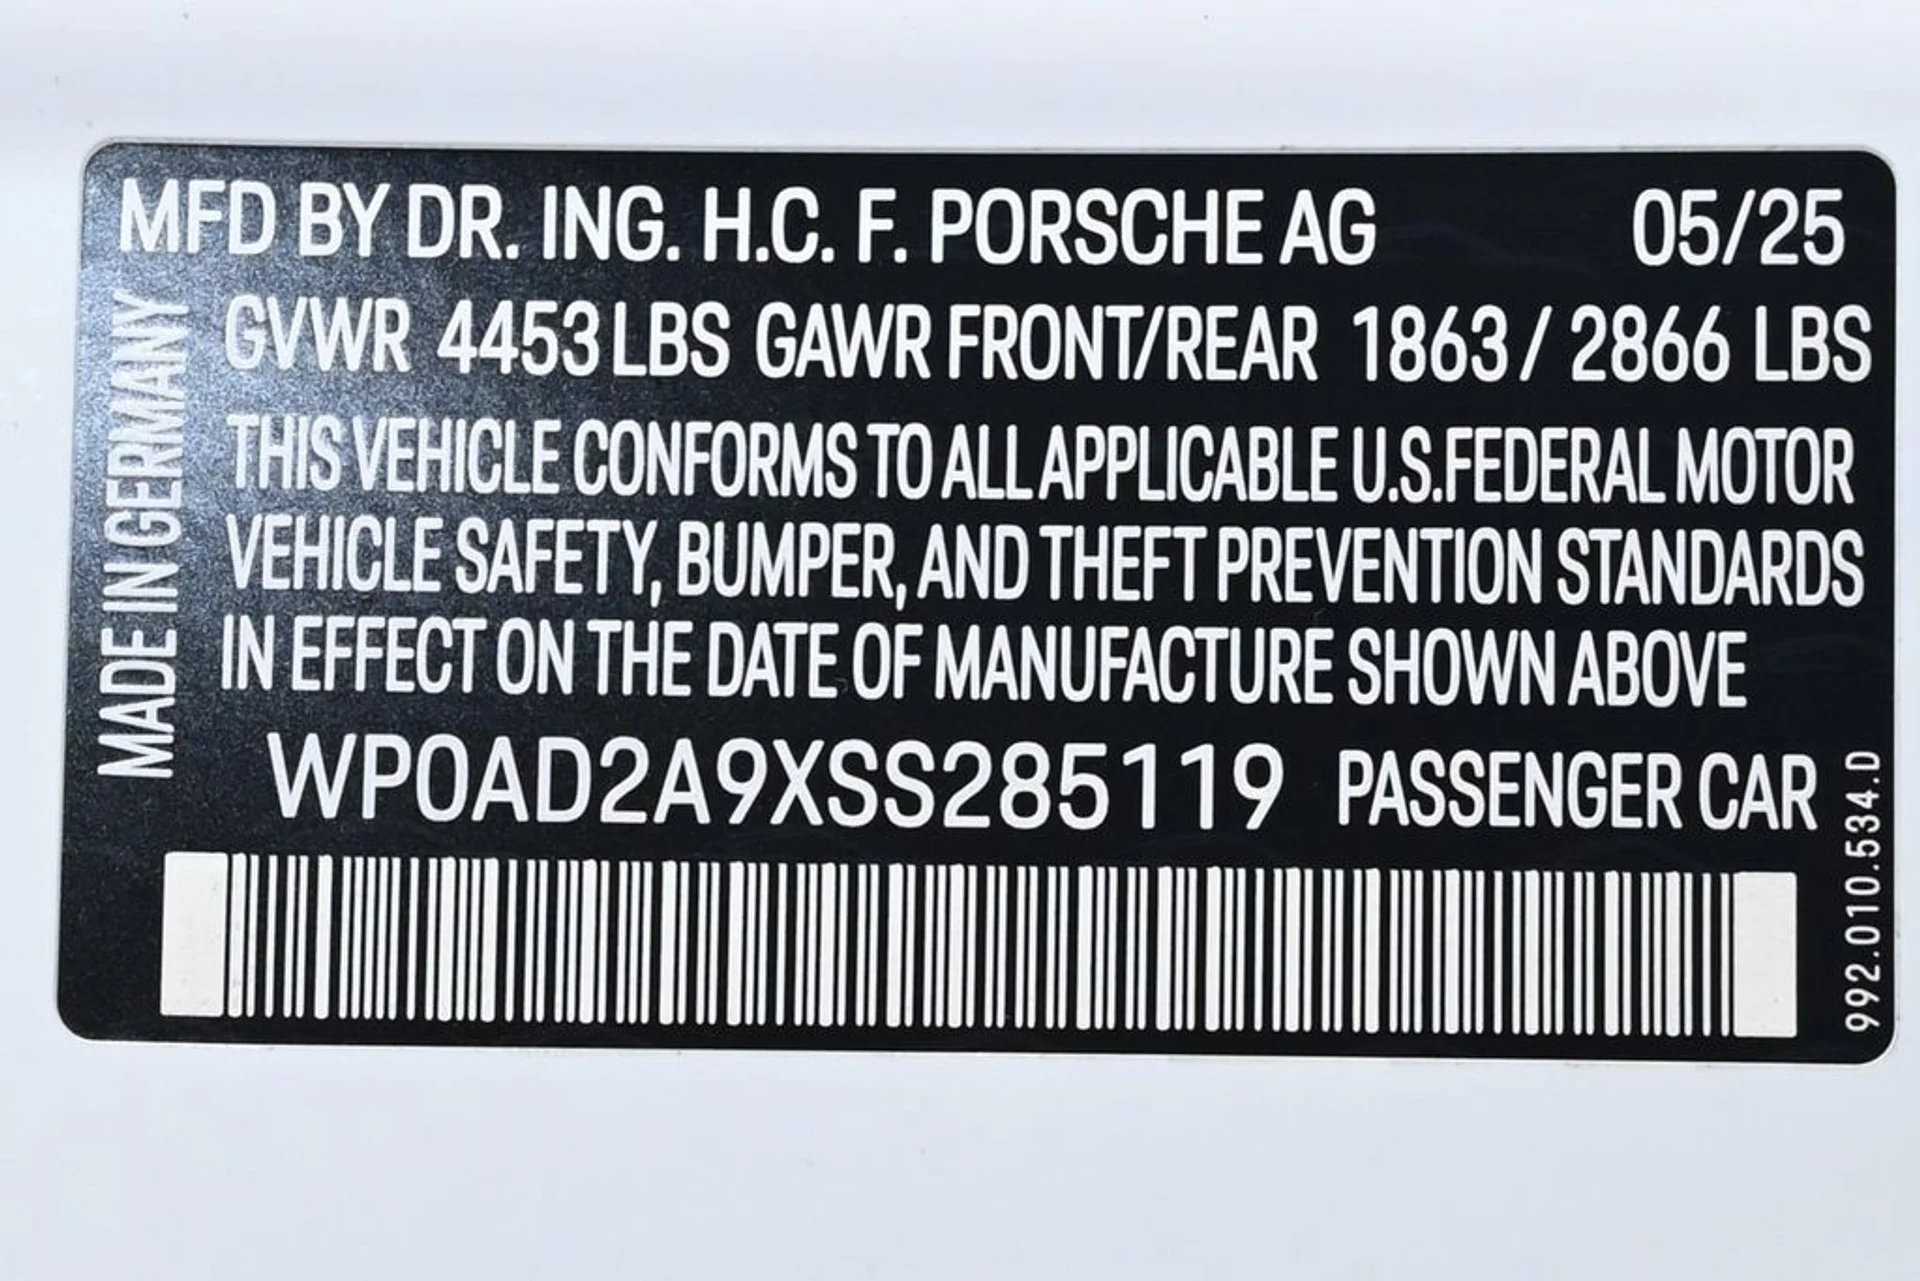 MFD BY DR. ING. H.C. F. PORSCHE AG 05/25
GVWR 4453 LBS GAWR FRONT/REAR 1863 / 2866 LBS
THIS VEHICLE CONFORMS TO ALL APPLICABLE U.S.FEDERAL MOTOR
VEHICLE SAFETY, BUMPER, AND THEFT PREVENTION STANDARDS
IN EFFECT ON THE DATE OF MANUFACTURE SHOWN ABOVE
WP0AD2A9XSS285119 PASSENGER CAR
MADE IN GERMANY
992.010.534.D